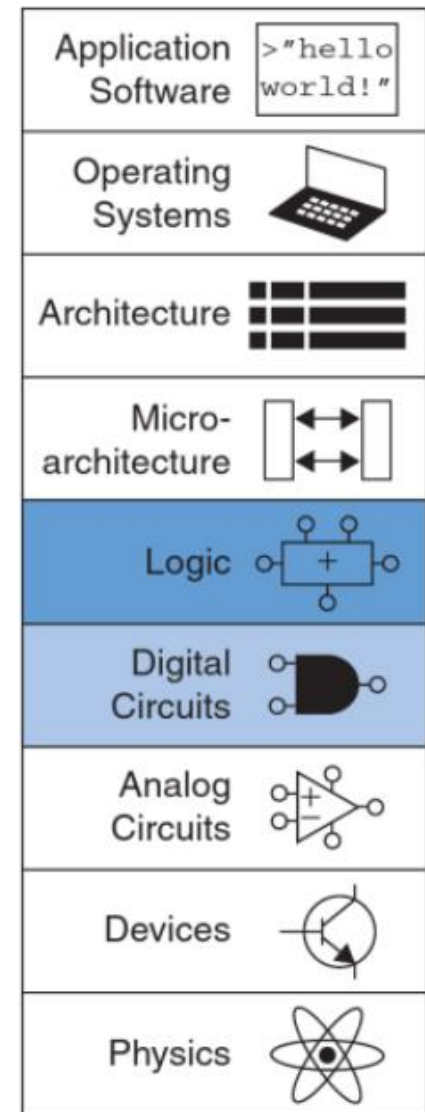 Application
Software
>"hello
world!"
Operating
Systems
Architecture
Micro-
architecture
Logic
+
Digital
Circuits
Analog
Circuits
+
−
Devices
Physics